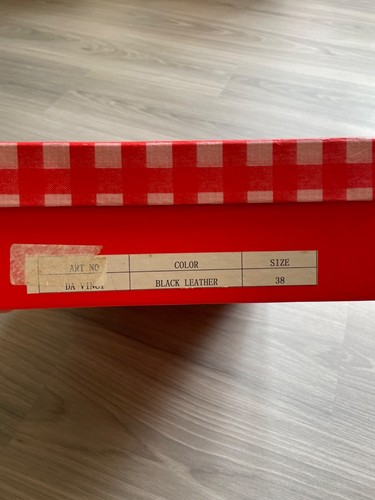 ART NO COLOR SIZE
DA VINCI BLACK LEATHER 38